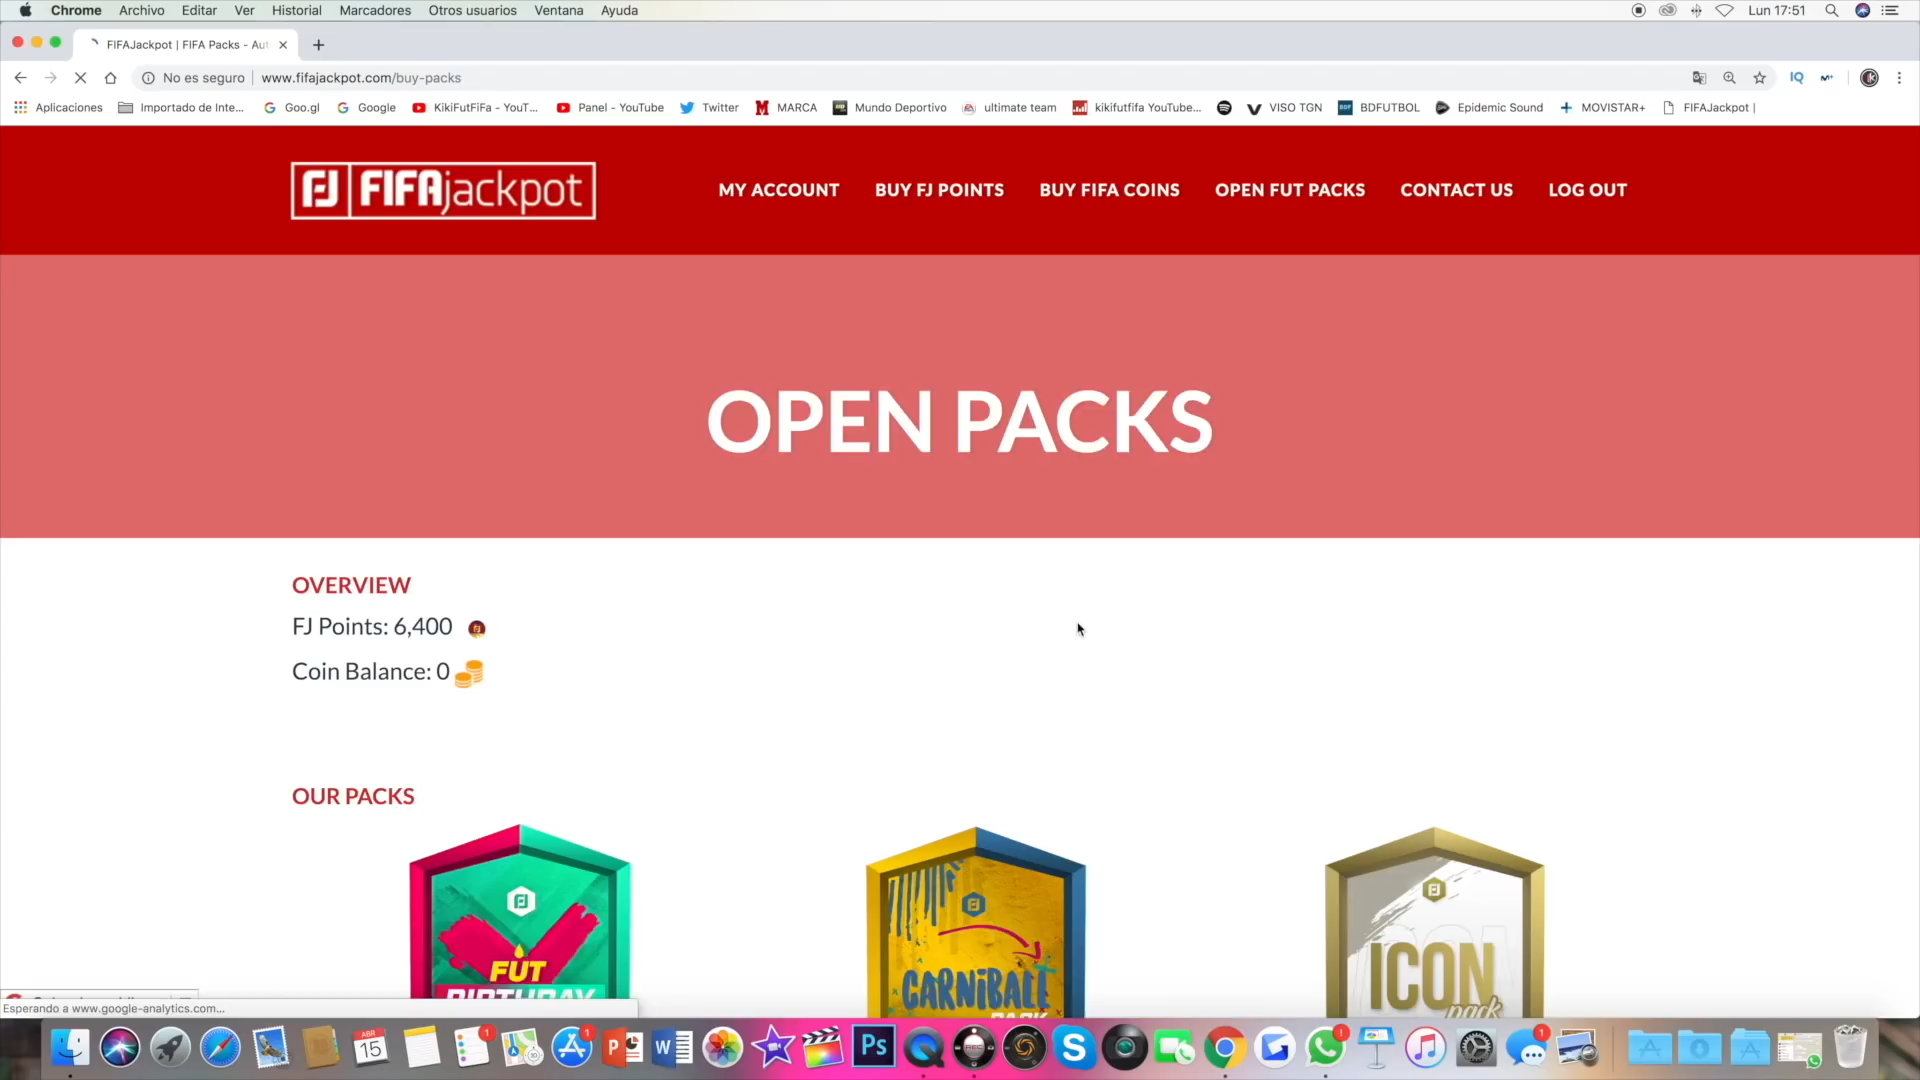 Chrome Archivo Editar Ver Historial Marcadores Otros usuarios Ventana Ayuda Lun 17:51
FIFAJackpot | FIFA Packs - Aut
No es seguro www.fifajackpot.com/buy-packs
Aplicaciones Importado de Inte... Goo.gl Google KikiFutFiFa - YouT... Panel - YouTube Twitter MARCA Mundo Deportivo ultimate team kikifutfifa YouTube... VISO TGN BDFUTBOL Epidemic Sound MOVISTAR+ FIFAJackpot |
FJ FIFAjackpot MY ACCOUNT BUY FJ POINTS BUY FIFA COINS OPEN FUT PACKS CONTACT US LOG OUT
OPEN PACKS
OVERVIEW
FJ Points: 6,400
Coin Balance: 0
OUR PACKS
FUT BIRTHDAY
CARNiBALL PACK
ICON pack
Esperando a www.google-analytics.com...
ABR 15